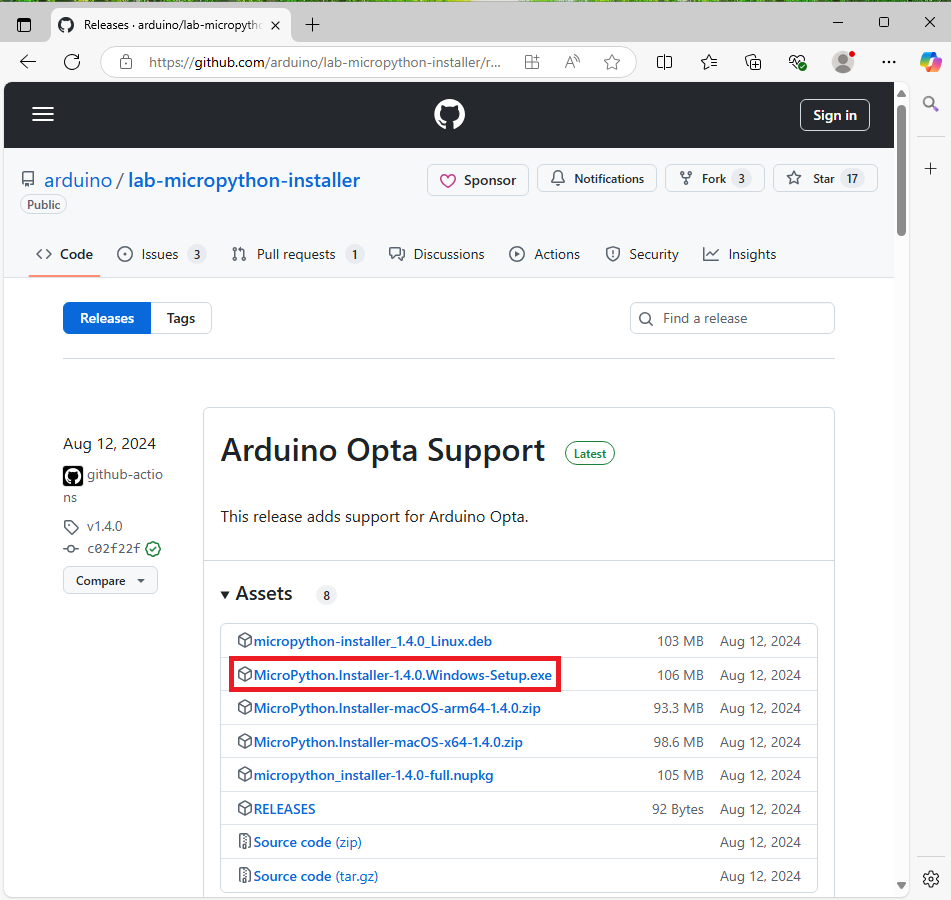 Releases · arduino/lab-micropytho
https://github.com/arduino/lab-micropython-installer/r...
Sign in
arduino / lab-micropython-installer
Public
Sponsor
Notifications
Fork 3
Star 17
Code
Issues 3
Pull requests 1
Discussions
Actions
Security
Insights
Releases
Tags
Find a release
Aug 12, 2024
github-actio
ns
v1.4.0
c02f22f
Compare
Arduino Opta Support
Latest
This release adds support for Arduino Opta.
Assets 8
micropython-installer_1.4.0_Linux.deb 103 MB Aug 12, 2024
MicroPython.Installer-1.4.0.Windows-Setup.exe 106 MB Aug 12, 2024
MicroPython.Installer-macOS-arm64-1.4.0.zip 93.3 MB Aug 12, 2024
MicroPython.Installer-macOS-x64-1.4.0.zip 98.6 MB Aug 12, 2024
micropython_installer-1.4.0-full.nupkg 105 MB Aug 12, 2024
RELEASES 92 Bytes Aug 12, 2024
Source code (zip) Aug 12, 2024
Source code (tar.gz) Aug 12, 2024